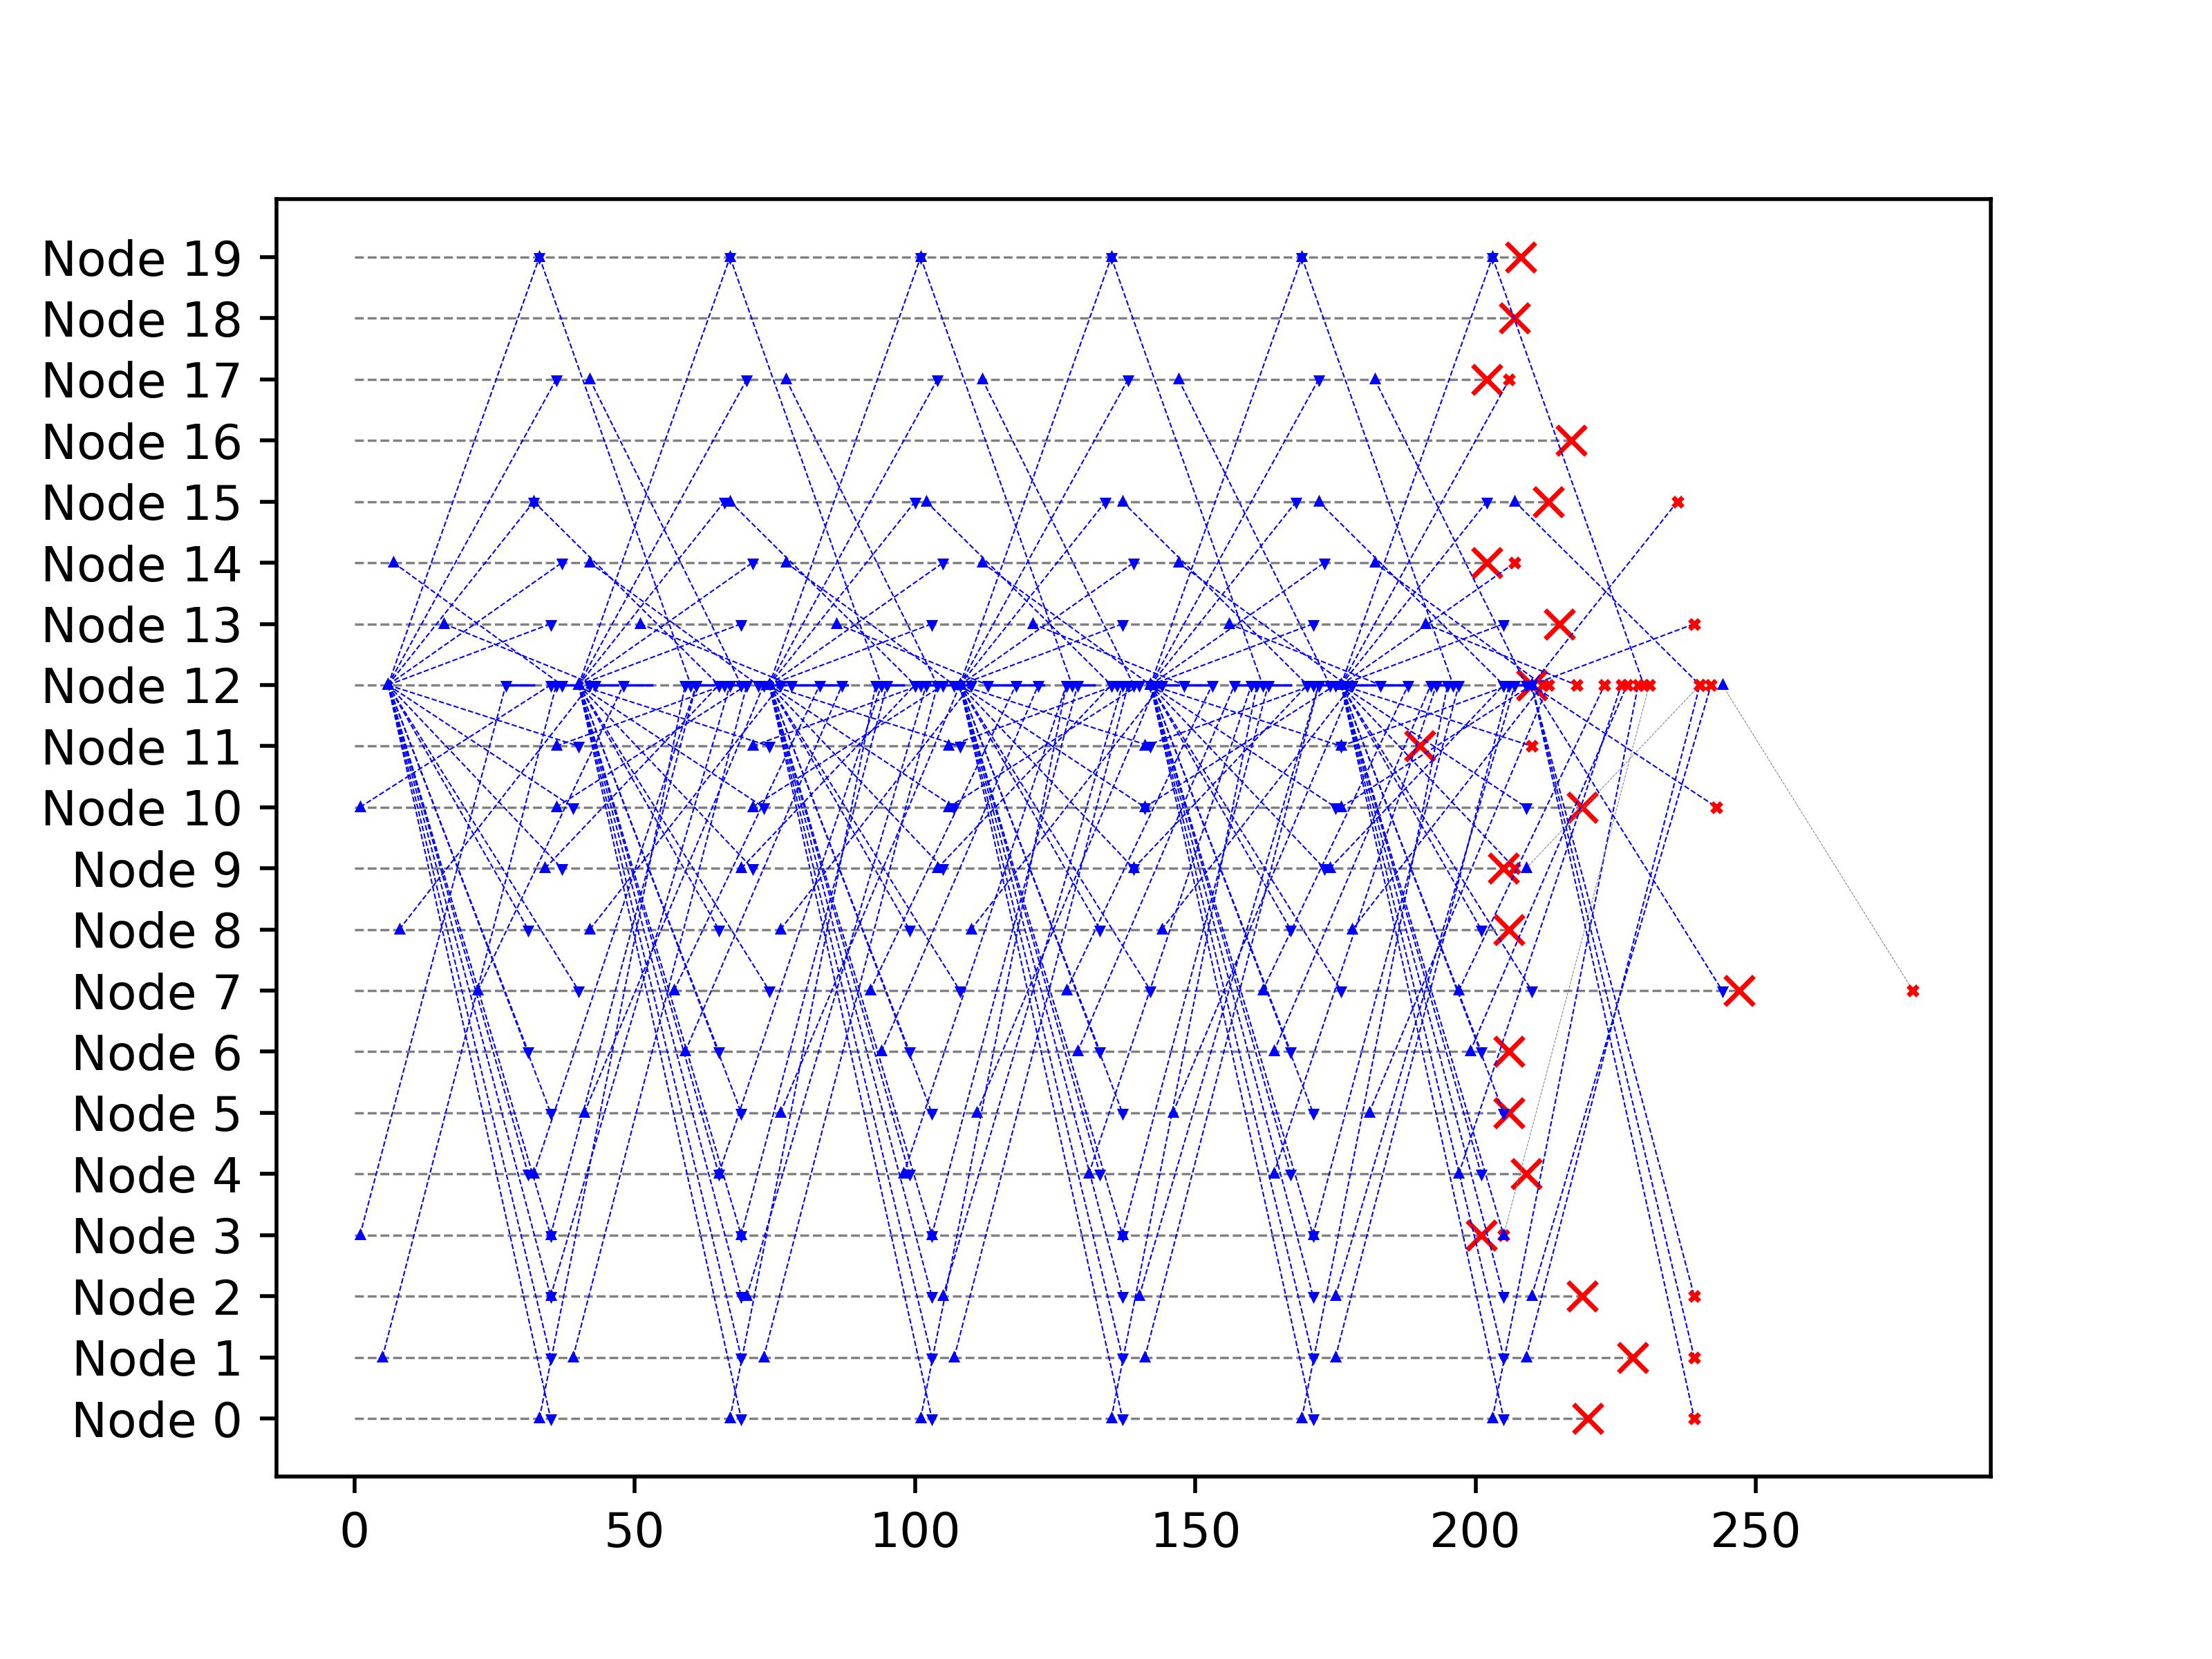 Node 19
Node 18
Node 17
Node 16
Node 15
Node 14
Node 13
Node 12
Node 11
Node 10
Node 9
Node 8
Node 7
Node 6
Node 5
Node 4
Node 3
Node 2
Node 1
Node 0
0 50 100 150 200 250